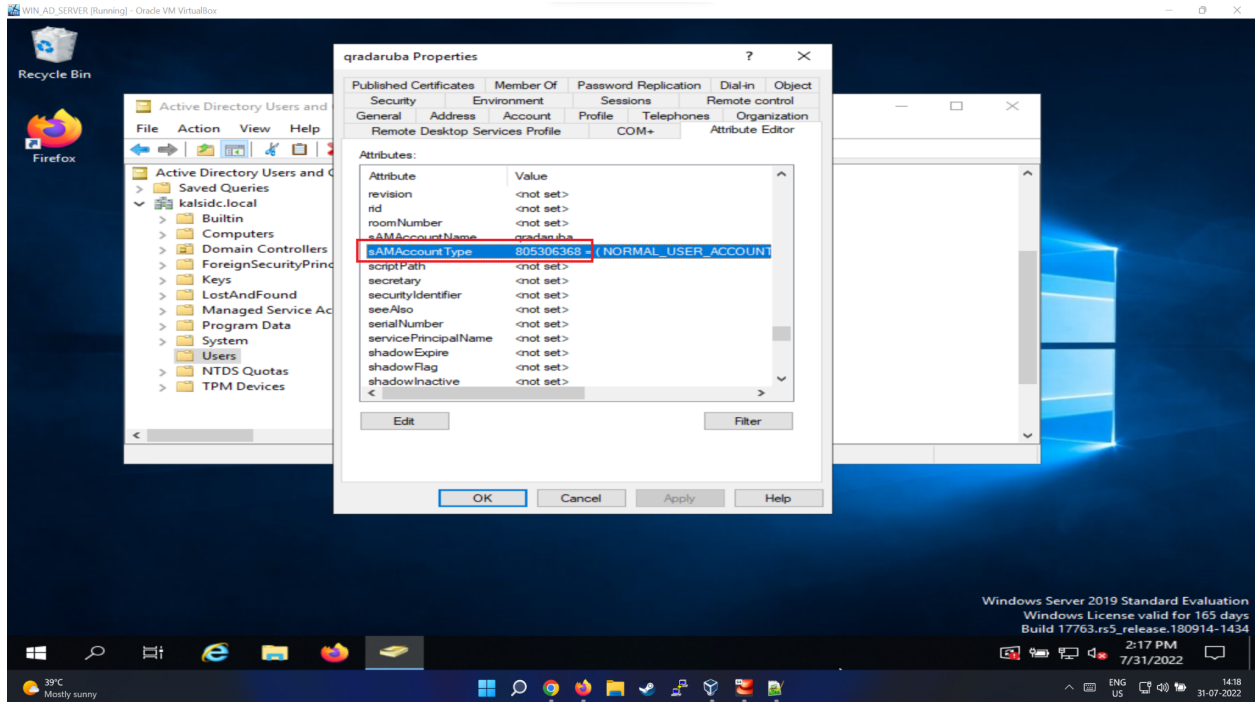 WIN_AD_SERVER [Running] - Oracle VM VirtualBox
Recycle Bin
Firefox
Active Directory Users and
File Action View Help
Active Directory Users and C
Saved Queries
kalsidc.local
Builtin
Computers
Domain Controllers
ForeignSecurityPrinc
Keys
LostAndFound
Managed Service Ac
Program Data
System
Users
NTDS Quotas
TPM Devices
qradaruba Properties
?
Published Certificates Member Of Password Replication Dial-in Object
Security Environment Sessions Remote control
General Address Account Profile Telephones Organization
Remote Desktop Services Profile COM+ Attribute Editor
Attributes:
Attribute Value
revision <not set>
rid <not set>
roomNumber <not set>
sAMAccountName qradaruba
sAMAccountType 805306368 = ( NORMAL_USER_ACCOUNT
scriptPath <not set>
secretary <not set>
securityIdentifier <not set>
seeAlso <not set>
serialNumber <not set>
servicePrincipalName <not set>
shadowExpire <not set>
shadowFlag <not set>
shadowInactive <not set>
Edit Filter
OK Cancel Apply Help
Windows Server 2019 Standard Evaluation
Windows License valid for 165 days
Build 17763.rs5_release.180914-1434
2:17 PM
7/31/2022
39°C
Mostly sunny
ENG
US
14:18
31-07-2022